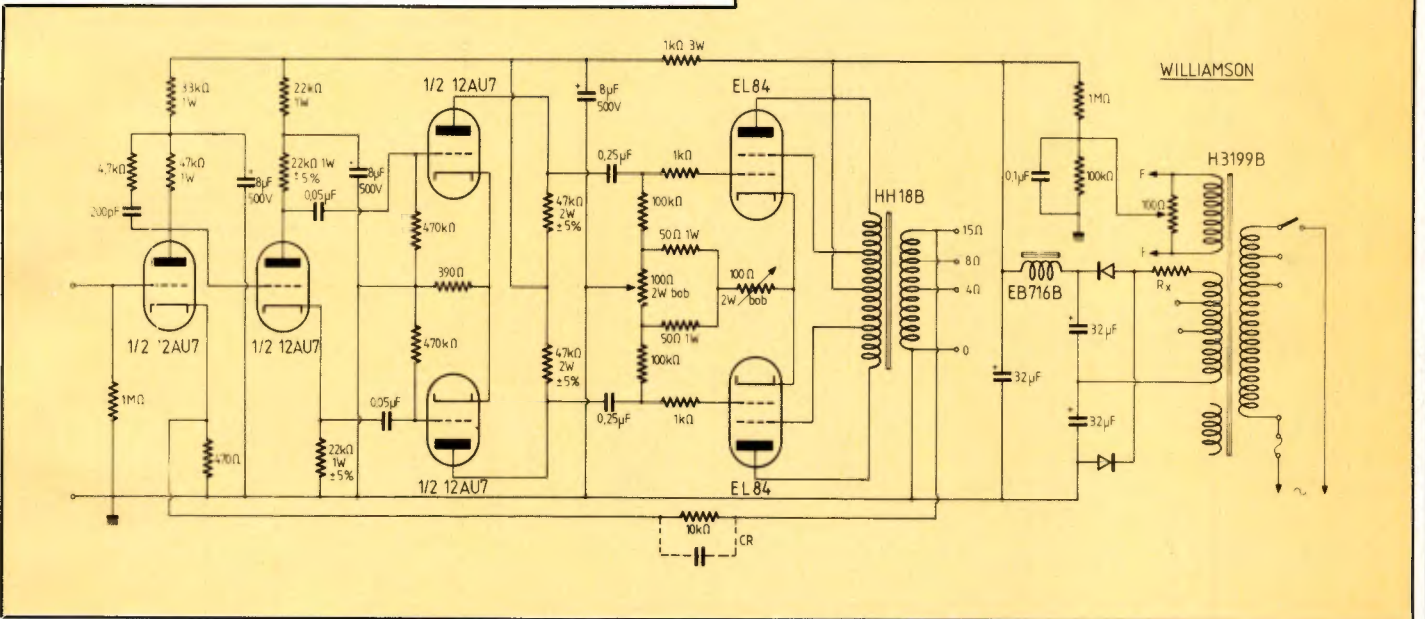 WILLIAMSON
1kΩ 3W
33kΩ
1W
22kΩ
1W
1/2 12AU7
8µF
500V
EL84
1MΩ
H3199B
4,7kΩ
47kΩ
1W
22kΩ 1W
±5%
8µF
500V
8µF
500V
0,25µF
1kΩ
0,1µF
100kΩ
F
200pF
0,05µF
47kΩ
2W
±5%
100kΩ
HH18B
100Ω
470kΩ
50Ω 1W
15Ω
F
8Ω
390Ω
100Ω
2W bob
100Ω
2W bob
4Ω
EB716B
Rx
1/2 12AU7
1/2 12AU7
470kΩ
50Ω 1W
32µF
47kΩ
2W
±5%
100kΩ
0
32µF
1MΩ
0,05µF
0,25µF
1kΩ
32µF
470Ω
22kΩ
1W
±5%
1/2 12AU7
EL84
~
10kΩ
CR